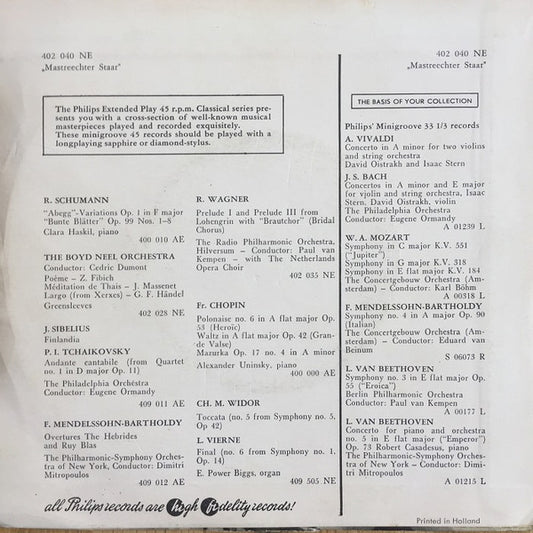 402 040 NE
„Mastreechter Staar"
The Philips Extended Play 45 r.p.m. Classical series pre-
sents you with a cross-section of well-known musical
masterpieces played and recorded exquisitely.
These minigroove 45 records should be played with a
longplaying sapphire or diamond-stylus.
R. SCHUMANN
"Abegg"-Variations Op. 1 in F major
"Bunte Blätter" Op. 99 Nos. 1–8
Clara Haskil, piano
400 010 AE
THE BOYD NEEL ORCHESTRA
Conductor: Cedric Dumont
Poème - Z. Fibich
Méditation de Thais - J. Massenet
Largo (from Xerxes) - G. F. Händel
Greensleeves
402 028 NE
J. SIBELIUS
Finlandia
P. I. TCHAIKOVSKY
Andante cantabile (from Quartet
no. 1 in D major Op. 11)
The Philadelphia Orchestra
Conductor: Eugene Ormandy
409 011 AE
F. MENDELSSOHN-BARTHOLDY
Overtures The Hebrides
and Ruy Blas
The Philharmonic-Symphony Orches-
tra of New York, Conductor: Dimitri
Mitropoulos
409 012 AE
R. WAGNER
Prelude I and Prelude III from
Lohengrin with "Brautchor" (Bridal
Chorus)
The Radio Philharmonic Orchestra,
Hilversum - Conductor: Paul van
Kempen - with The Netherlands
Opera Choir
402 035 NE
Fr. CHOPIN
Polonaise no. 6 in A flat major Op.
53 (Heroïc)
Waltz in A flat major Op. 42 (Gran-
de Valse)
Mazurka Op. 17 no. 4 in A minor
Alexander Uninsky, piano
400 000 AE
CH. M. WIDOR
Toccata (no. 5 from Symphony no. 5,
Op 42)
L. VIERNE
Final (no. 6 from Symphony no. 1,
Op. 14)
E. Power Biggs, organ
409 505 NE
all Philips records are high fidelity records!
402 040 NE
„Mastreechter Staar"
THE BASIS OF YOUR COLLECTION
Philips' Minigroove 33 1/3 records
A. VIVALDI
Concerto in A minor for two violins
and string orchestra
David Oistrakh and Isaac Stern
J. S. BACH
Concertos in A minor and E major
for violin and string orchestra, Isaac
Stern, David Oistrakh, violin
The Philadelphia Orchestra
Conductor: Eugene Ormandy
A 01239 L
W. A. MOZART
Symphony in C major K.V. 551
("Jupiter")
Symphony in G major K.V. 318
Symphony in E flat major K.V. 184
The Concertgebouw Orchestra (Am-
sterdam) - Conductor: Karl Böhm
A 00318 L
F. MENDELSSOHN-BARTHOLDY
Symphony no. 4 in A major Op. 90
(Italian)
The Concertgebouw Orchestra (Am-
sterdam) - Conductor: Eduard van
Beinum
S 06073 R
L. VAN BEETHOVEN
Symphony no. 3 in E flat major Op.
55 ("Eroica")
Berlin Philharmonic Orchestra
Conductor: Paul van Kempen
A 00177 L
L. VAN BEETHOVEN
Concerto for piano and orchestra
no. 5 in E flat major ("Emperor")
Op. 73 Robert Casadesus, piano
The Philharmonic-Symphony Orches-
tra of New York - Conductor: Dimi-
tri Mitropoulos
A 01215 L
Printed in Holland